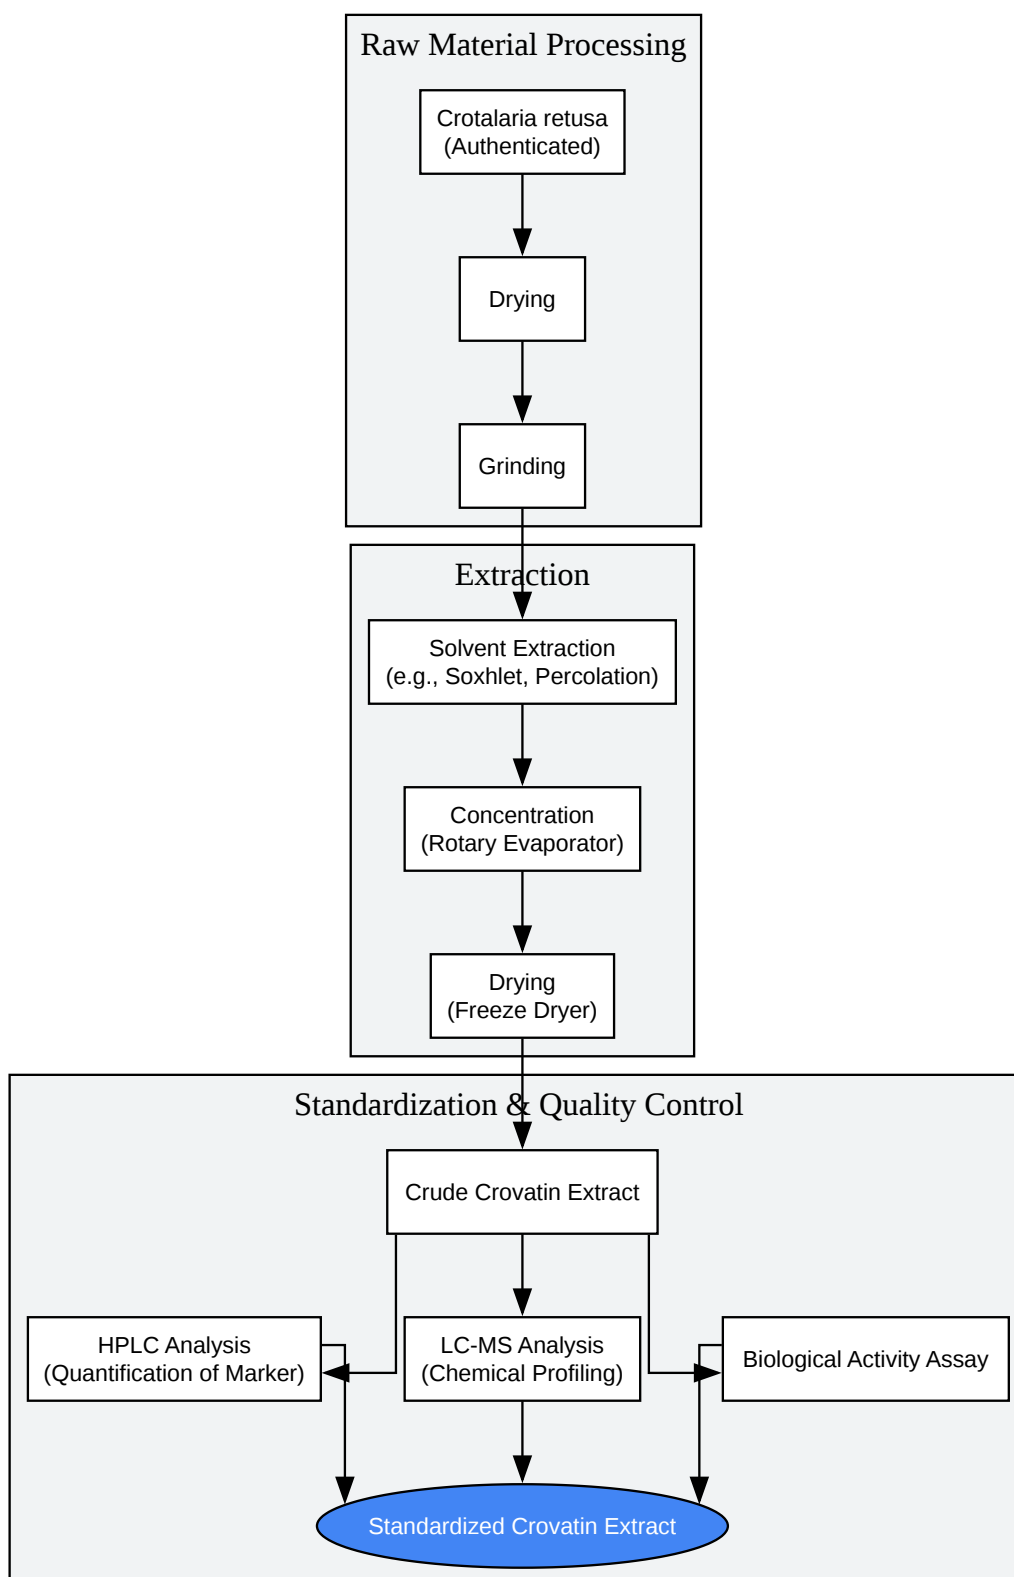 Raw Material Processing
Crotalaria retusa
(Authenticated)
Drying
Grinding
Extraction
Solvent Extraction
(e.g., Soxhlet, Percolation)
Concentration
(Rotary Evaporator)
Drying
(Freeze Dryer)
Standardization & Quality Control
Crude Crovatin Extract
HPLC Analysis
(Quantification of Marker)
LC-MS Analysis
(Chemical Profiling)
Biological Activity Assay
Standardized Crovatin Extract